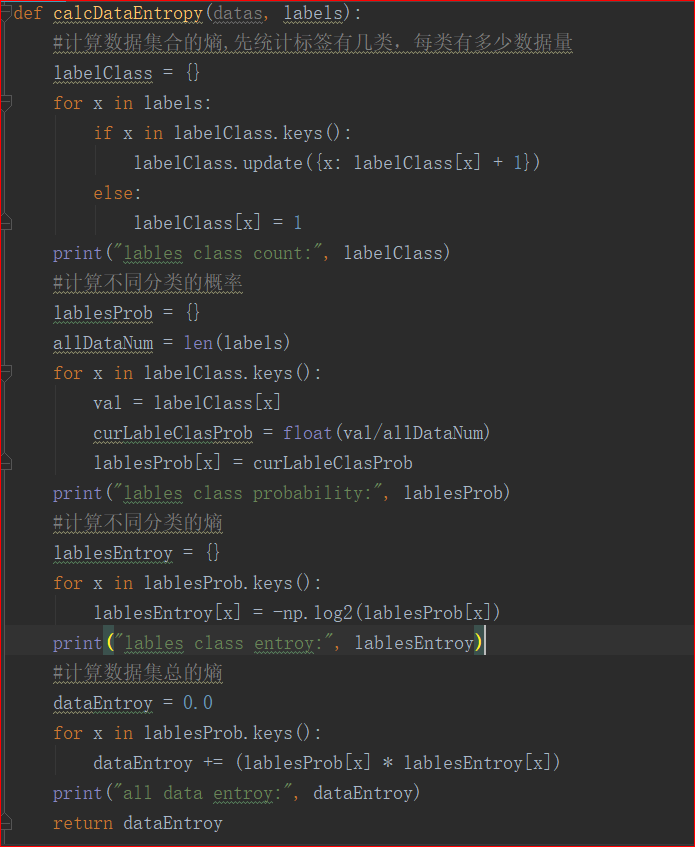 def calcDataEntropy(datas, labels):
    #计算数据集合的熵,先统计标签有几类，每类有多少数据量
    labelClass = {}
    for x in labels:
        if x in labelClass.keys():
            labelClass.update({x: labelClass[x] + 1})
        else:
            labelClass[x] = 1
    print("lables class count:", labelClass)
    #计算不同分类的概率
    lablesProb = {}
    allDataNum = len(labels)
    for x in labelClass.keys():
        val = labelClass[x]
        curLableClasProb = float(val/allDataNum)
        lablesProb[x] = curLableClasProb
    print("lables class probability:", lablesProb)
    #计算不同分类的熵
    lablesEntroy = {}
    for x in lablesProb.keys():
        lablesEntroy[x] = -np.log2(lablesProb[x])
    print("lables class entroy:", lablesEntroy)
    #计算数据集总的熵
    dataEntroy = 0.0
    for x in lablesProb.keys():
        dataEntroy += (lablesProb[x] * lablesEntroy[x])
    print("all data entroy:", dataEntroy)
    return dataEntroy